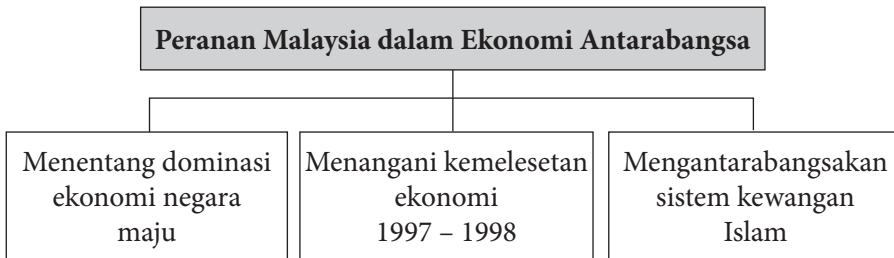 Peranan Malaysia dalam Ekonomi Antarabangsa
Menentang dominasi
ekonomi negara
maju
Menangani kemelesetan
ekonomi
1997 – 1998
Mengantarabangsakan
sistem kewangan
Islam